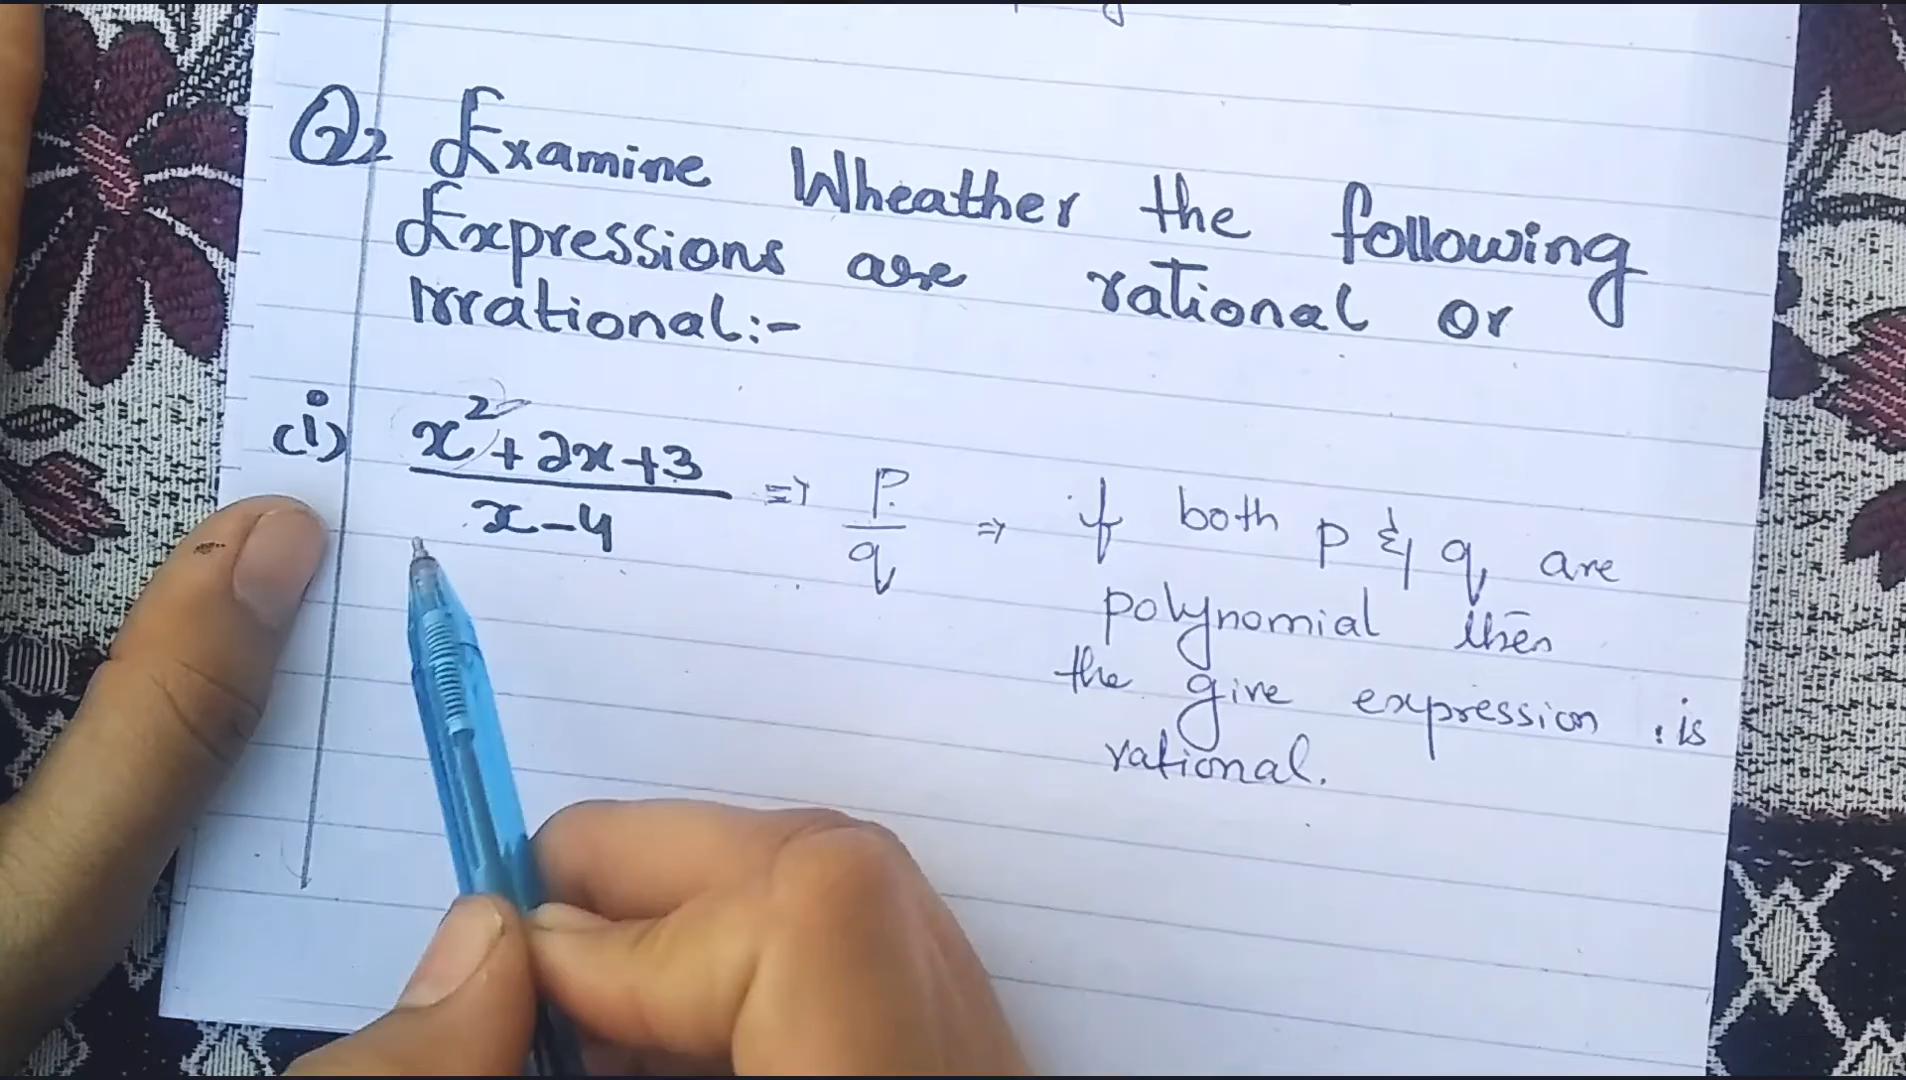 Q2 Examine Wheather the following
Expressions are rational or
Irrational:-
(i) x² + 2x + 3 / x - 4 => P / q => if both p & q are
polynomial then
the give expression is
rational.